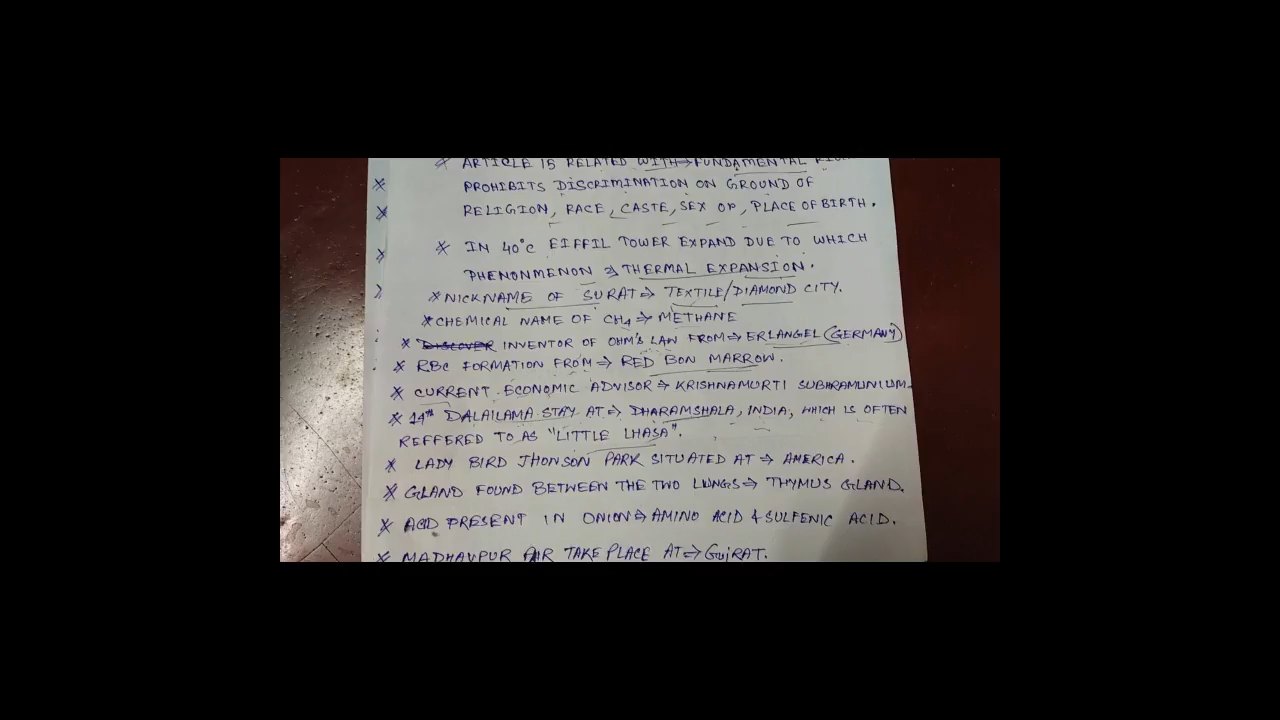 * ARTICLE 15 RELATED WITH⇒FUNDAMENTAL
PROHIBITS DISCRIMINATION ON GROUND OF
RELIGION, RACE, CASTE, SEX OR, PLACE OF BIRTH.
* IN 40°C EIFFIL TOWER EXPAND DUE TO WHICH
PHENONMENON ⇒ THERMAL EXPANSION.
* NICKNAME OF SURAT⇒ TEXTILE/DIAMOND CITY.
* CHEMICAL NAME OF CH4⇒ METHANE
* DISCOVER INVENTOR OF OHM'S LAW FROM⇒ ERLANGEL (GERMANY)
* RBC FORMATION FROM⇒ RED BON MARROW.
* CURRENT ECONOMIC ADVISOR⇒ KRISHNAMURTI SUBHRAMUNIUM.
* 14th DALAILAMA STAY AT⇒ DHARAMSHALA, INDIA, WHICH IS OFTEN
REFFERED TO AS "LITTLE LHASA".
* LADY BIRD JHONSON PARK SITUATED AT⇒ AMERICA.
* GLAND FOUND BETWEEN THE TWO LUNGS⇒ THYMUS GLAND.
* ACID PRESENT IN ONION⇒ AMINO ACID & SULFENIC ACID.
* MADHAVPUR FAIR TAKE PLACE AT⇒ GUJRAT.